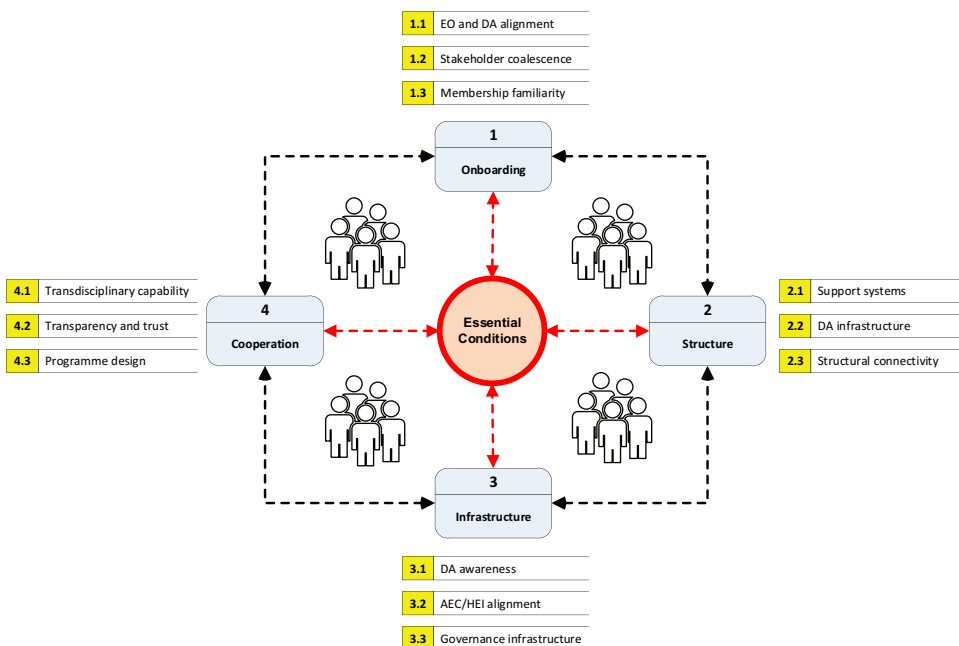 1.1 EO and DA alignment
1.2 Stakeholder coalescence
1.3 Membership familiarity
1
Onboarding
4.1 Transdisciplinary capability
4.2 Transparency and trust
4.3 Programme design
4
Cooperation
Essential
Conditions
2
Structure
2.1 Support systems
2.2 DA infrastructure
2.3 Structural connectivity
3
Infrastructure
3.1 DA awareness
3.2 AEC/HEI alignment
3.3 Governance infrastructure